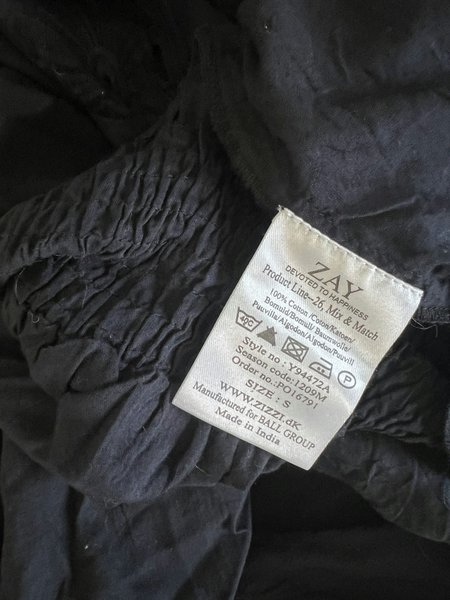 ZAY
DEVOTED TO HAPPINESS
Product Line--26, Mix & Match
100% Cotton /Coton/Katoen/
Bomuld/Bomull/ Baumwolle/
Puuvilla/Algodon/Algodon/Puuvill
Style no : Y94472A
Season code:1209M
Order no.:PO16791
SIZE : S
WWW.ZIZZI.dK
Manufactured for BALL GROUP
Made in India